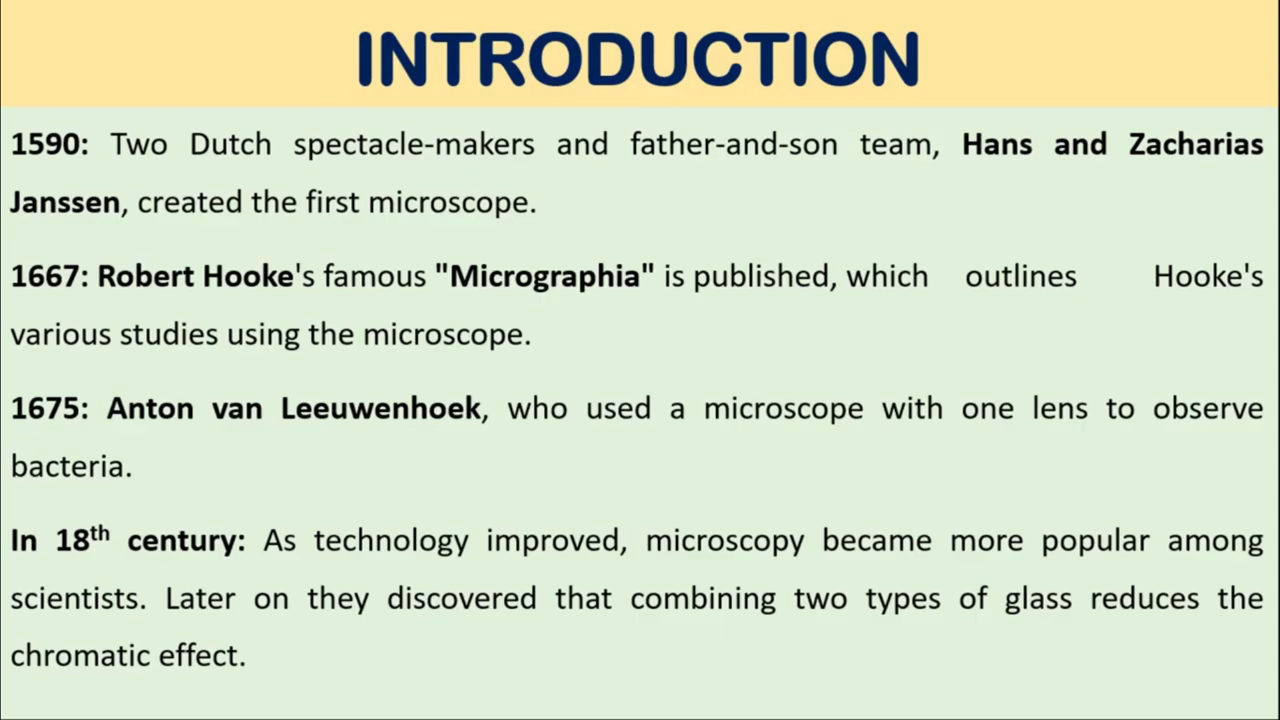 INTRODUCTION
1590: Two Dutch spectacle-makers and father-and-son team, Hans and Zacharias
Janssen, created the first microscope.
1667: Robert Hooke's famous "Micrographia" is published, which outlines Hooke's
various studies using the microscope.
1675: Anton van Leeuwenhoek, who used a microscope with one lens to observe
bacteria.
In 18th century: As technology improved, microscopy became more popular among
scientists. Later on they discovered that combining two types of glass reduces the
chromatic effect.